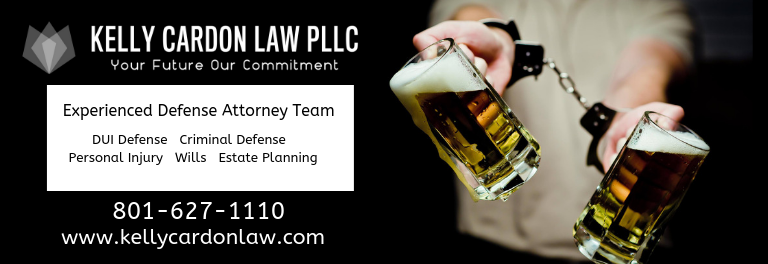 KELLY CARDON LAW PLLC
Your Future Our Commitment
Experienced Defense Attorney Team
DUI Defense Criminal Defense
Personal Injury Wills Estate Planning
801-627-1110
www.kellycardonlaw.com